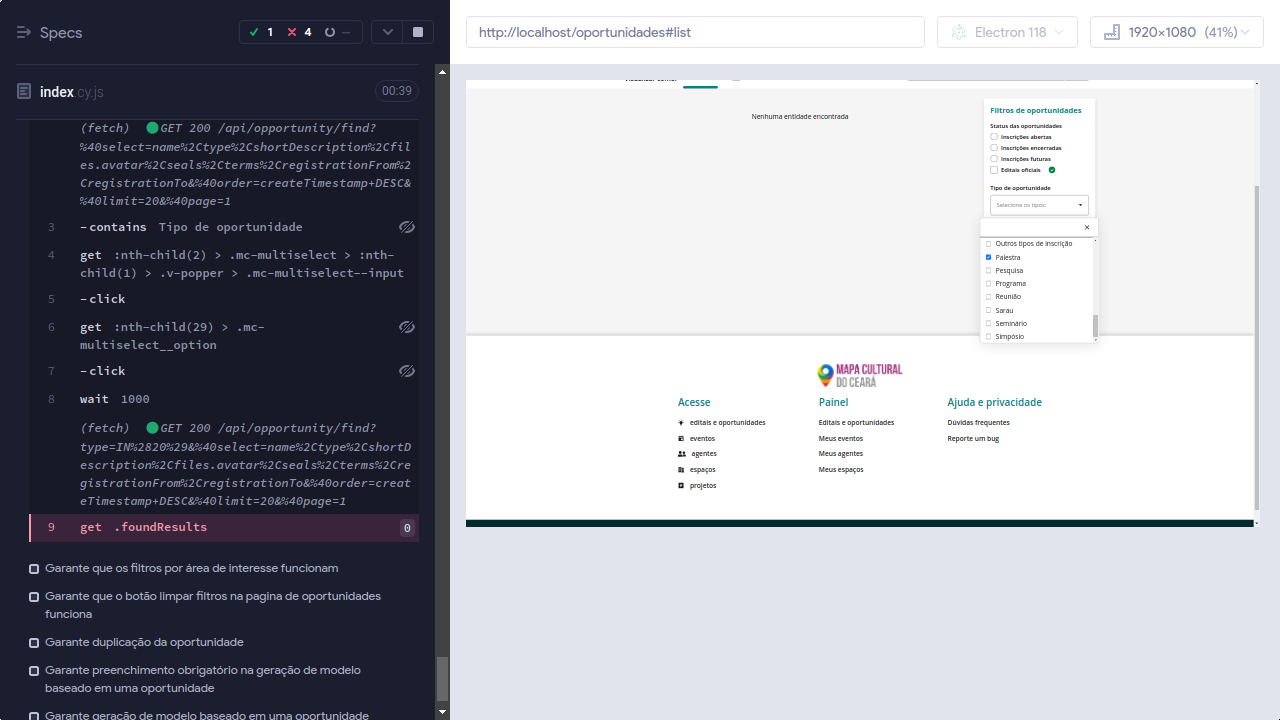 Specs
1
4
--
index.cy.js
00:39
(fetch) GET 200 /api/opportunity/find?
%40select=name%2Ctype%2CshortDescription%2Cfil
es.avatar%2Cseals%2Cterms%2CregistrationFrom%2
CregistrationTo&%40order=createTimestamp+DESC&
%40limit=20&%40page=1
3 -contains Tipo de oportunidade
4 get :nth-child(2) > .mc-multiselect > :nth-
child(1) > .v-popper > .mc-multiselect--input
5 -click
6 get :nth-child(29) > .mc-
multiselect__option
7 -click
8 wait 1000
(fetch) GET 200 /api/opportunity/find?
type=IN%2820%29&%40select=name%2Ctype%2CshortD
escription%2Cfiles.avatar%2Cseals%2Cterms%2Cre
gistrationFrom%2CregistrationTo&%40order=creat
eTimestamp+DESC&%40limit=20&%40page=1
9 get .foundResults 0
Garante que os filtros por área de interesse funcionam
Garante que o botão limpar filtros na pagina de oportunidades
funciona
Garante duplicação da oportunidade
Garante preenchimento obrigatório na geração de modelo
baseado em uma oportunidade
Garante geração de modelo baseado em uma oportunidade
http://localhost/oportunidades#list
Electron 118
1920×1080 (41%)
Nenhuma entidade encontrada
Filtros de oportunidades
Status das oportunidades
Inscrições abertas
Inscrições encerradas
Inscrições futuras
Editais oficiais
Tipo de oportunidade
Selecione os tipos:
Outros tipos de inscrição
Palestra
Pesquisa
Programa
Reunião
Sarau
Seminário
Simpósio
MAPA CULTURAL
DO CEARÁ
Acesse
editais e oportunidades
eventos
agentes
espaços
projetos
Painel
Editais e oportunidades
Meus eventos
Meus agentes
Meus espaços
Ajuda e privacidade
Dúvidas frequentes
Reporte um bug